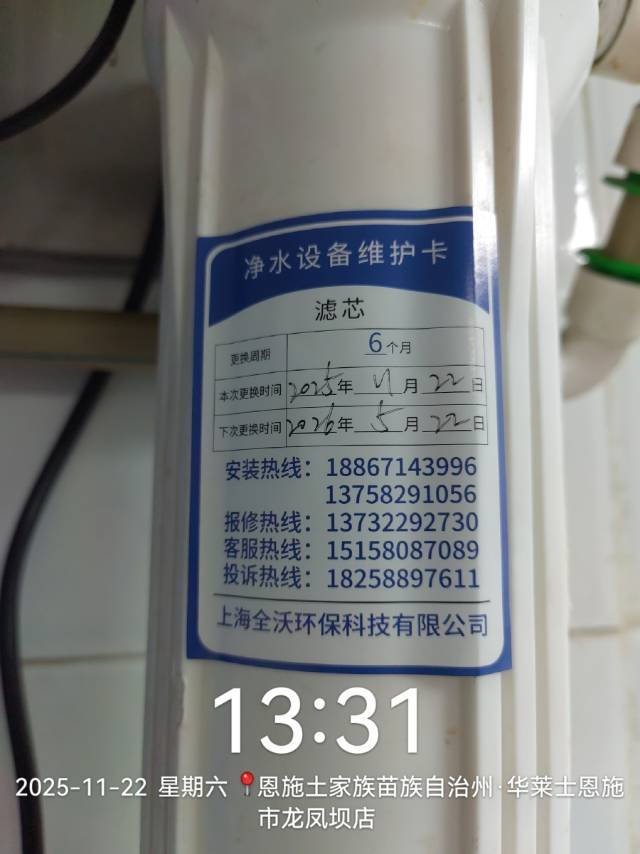 净水设备维护卡
滤芯
更换周期 6个月
本次更换时间 2025年 11月 22日
下次更换时间 2026年 5月 22日
安装热线：18867143996
13758291056
报修热线：13732292730
客服热线：15158087089
投诉热线：18258897611
上海全沃环保科技有限公司
13:31
2025-11-22 星期六 📍恩施土家族苗族自治州·华莱士恩施
市龙凤坝店